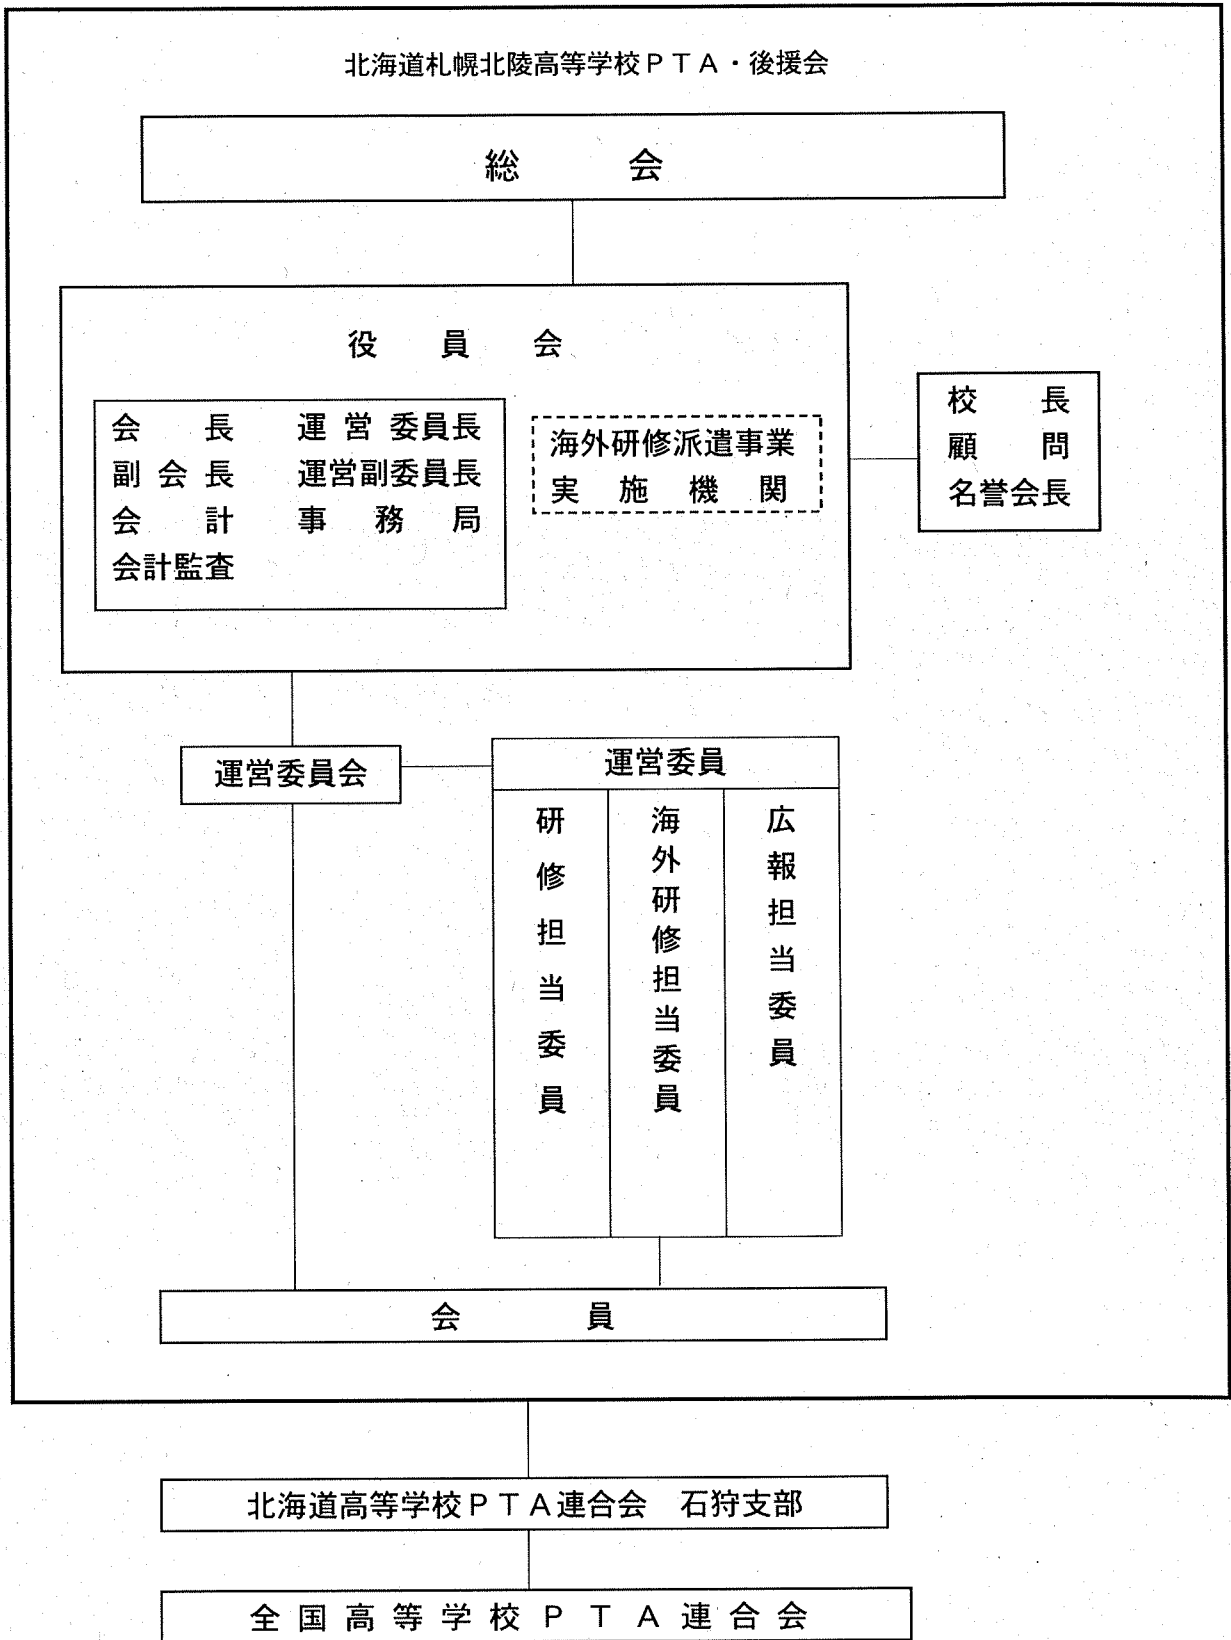 北海道札幌北陵高等学校PTA・後援会
総　会
役　員　会
会　長　運営委員長
副会長　運営副委員長
会　計　事務局
会計監査
海外研修派遣事業
実施機関
校　長
顧　問
名誉会長
運営委員会
運営委員
研修担当委員
海外研修担当委員
広報担当委員
会　員
北海道高等学校PTA連合会　石狩支部
全国高等学校PTA連合会